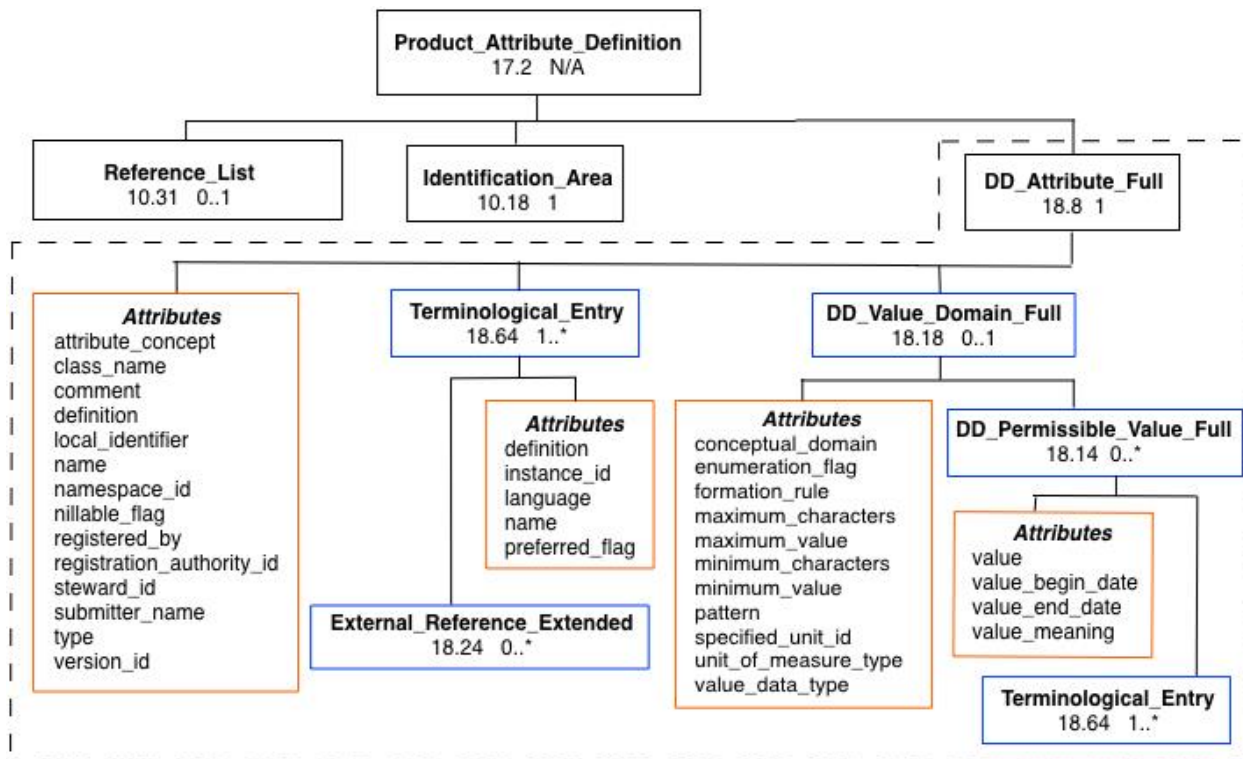 Product_Attribute_Definition
17.2 N/A
Reference_List
10.31 0..1
Identification_Area
10.18 1
DD_Attribute_Full
18.8 1
Attributes
attribute_concept
class_name
comment
definition
local_identifier
name
namespace_id
nillable_flag
registered_by
registration_authority_id
steward_id
submitter_name
type
version_id
Terminological_Entry
18.64 1..*
Attributes
definition
instance_id
language
name
preferred_flag
External_Reference_Extended
18.24 0..*
DD_Value_Domain_Full
18.18 0..1
Attributes
conceptual_domain
enumeration_flag
formation_rule
maximum_characters
maximum_value
minimum_characters
minimum_value
pattern
specified_unit_id
unit_of_measure_type
value_data_type
DD_Permissible_Value_Full
18.14 0..*
Attributes
value
value_begin_date
value_end_date
value_meaning
Terminological_Entry
18.64 1..*